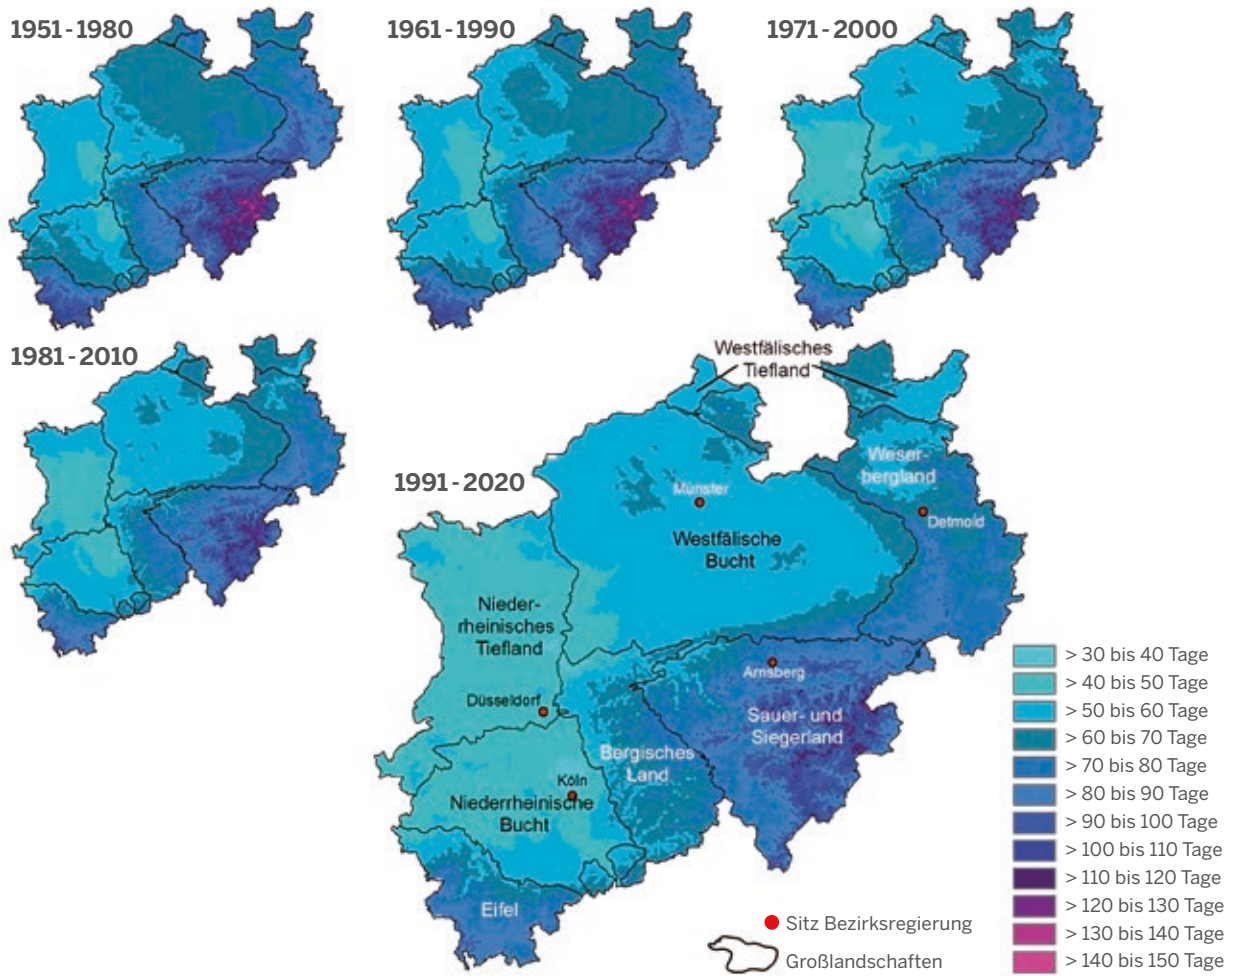 1951 - 1980
1961 - 1990
1971 - 2000
1981 - 2010
1991 - 2020
Westfälisches
Tiefland
Weser-
bergland
Münster
Detmold
Westfälische
Bucht
Nieder-
rheinisches
Tiefland
Arnsberg
Düsseldorf
Sauer- und
Siegerland
Bergisches
Land
Köln
Niederrheinische
Bucht
Eifel
> 30 bis 40 Tage
> 40 bis 50 Tage
> 50 bis 60 Tage
> 60 bis 70 Tage
> 70 bis 80 Tage
> 80 bis 90 Tage
> 90 bis 100 Tage
> 100 bis 110 Tage
> 110 bis 120 Tage
> 120 bis 130 Tage
> 130 bis 140 Tage
> 140 bis 150 Tage
Sitz Bezirksregierung
Großlandschaften